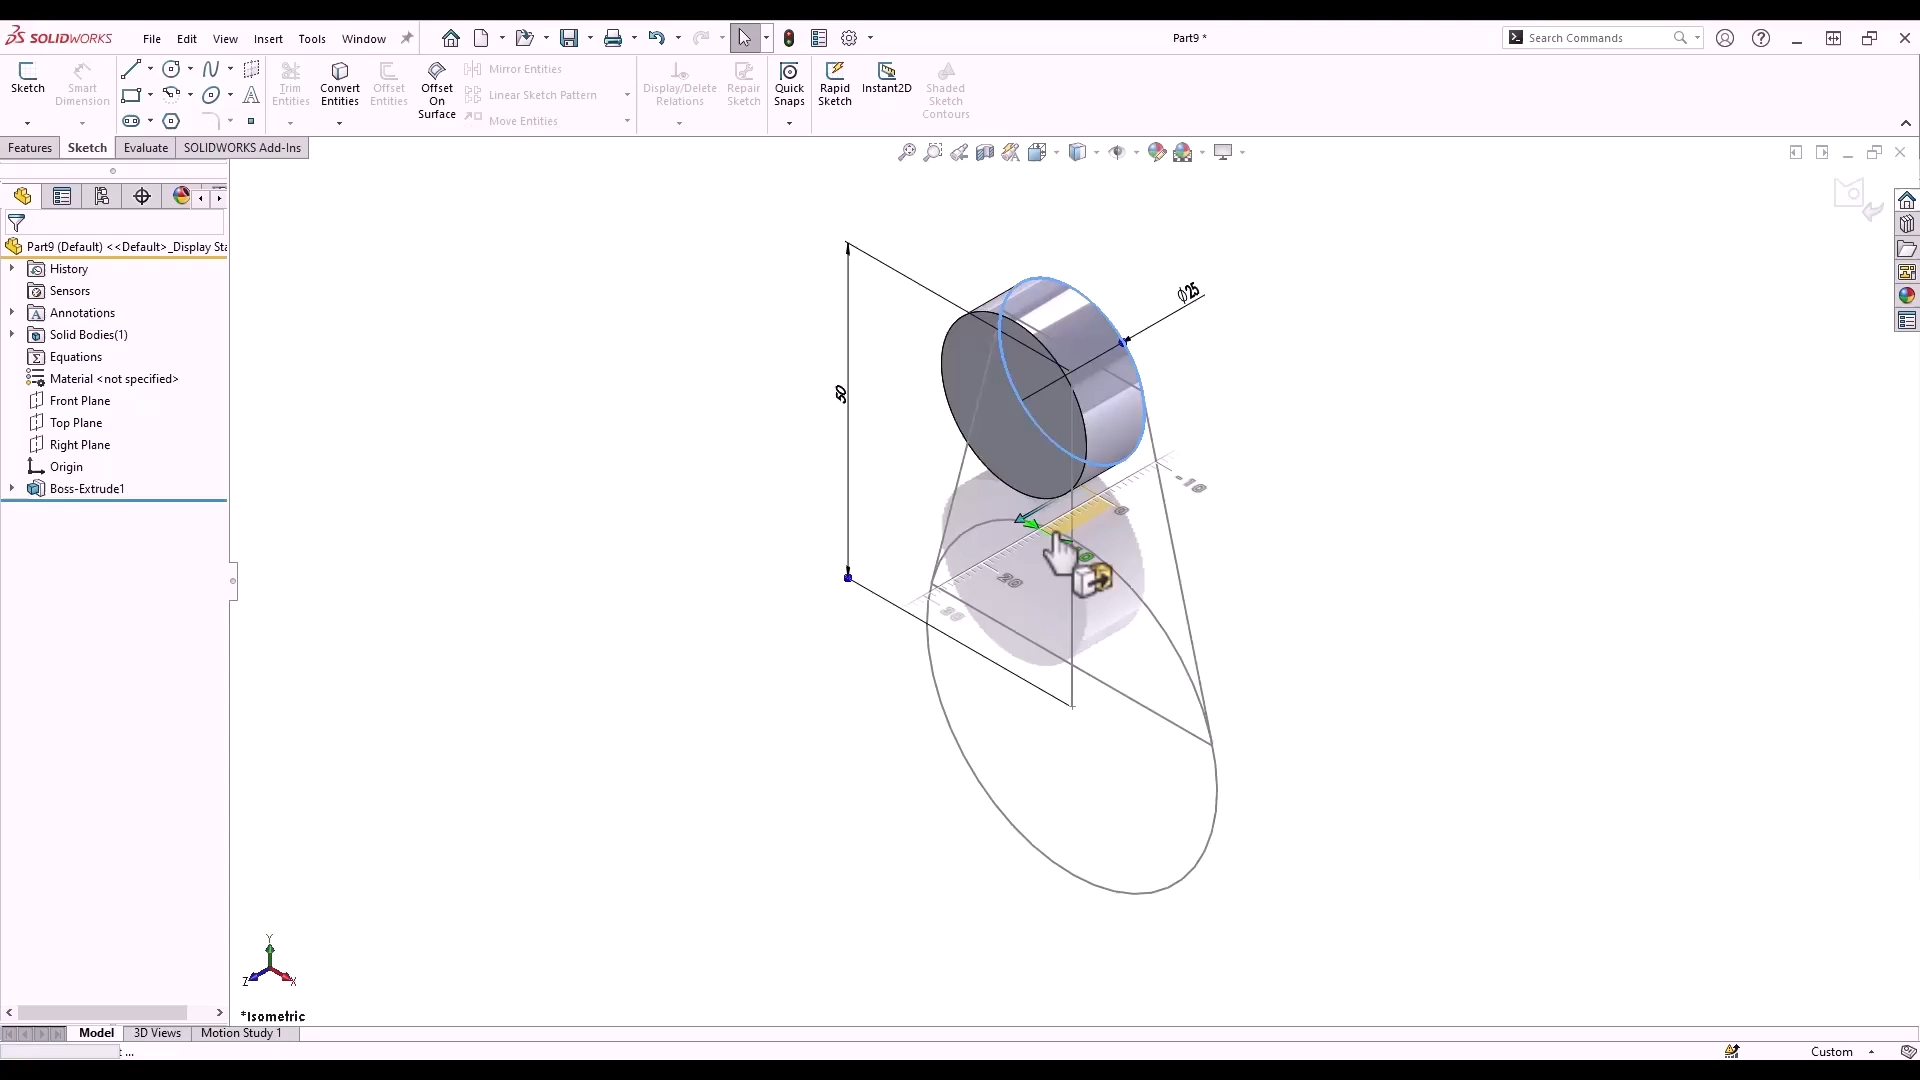 SOLIDWORKS File Edit View Insert Tools Window Part9 * Search Commands
Sketch
Smart Dimension
Trim Entities
Convert Entities
Offset Entities
Offset On Surface
Mirror Entities
Linear Sketch Pattern
Move Entities
Display/Delete Relations
Repair Sketch
Quick Snaps
Rapid Sketch
Instant2D
Shaded Sketch Contours
Features Sketch Evaluate SOLIDWORKS Add-Ins
Part9 (Default) <<Default>_Display Sta
History
Sensors
Annotations
Solid Bodies(1)
Equations
Material <not specified>
Front Plane
Top Plane
Right Plane
Origin
Boss-Extrude1
∅25
50
-10
0
20
30
Y
Z
X
*Isometric
Model 3D Views Motion Study 1
: ... Custom